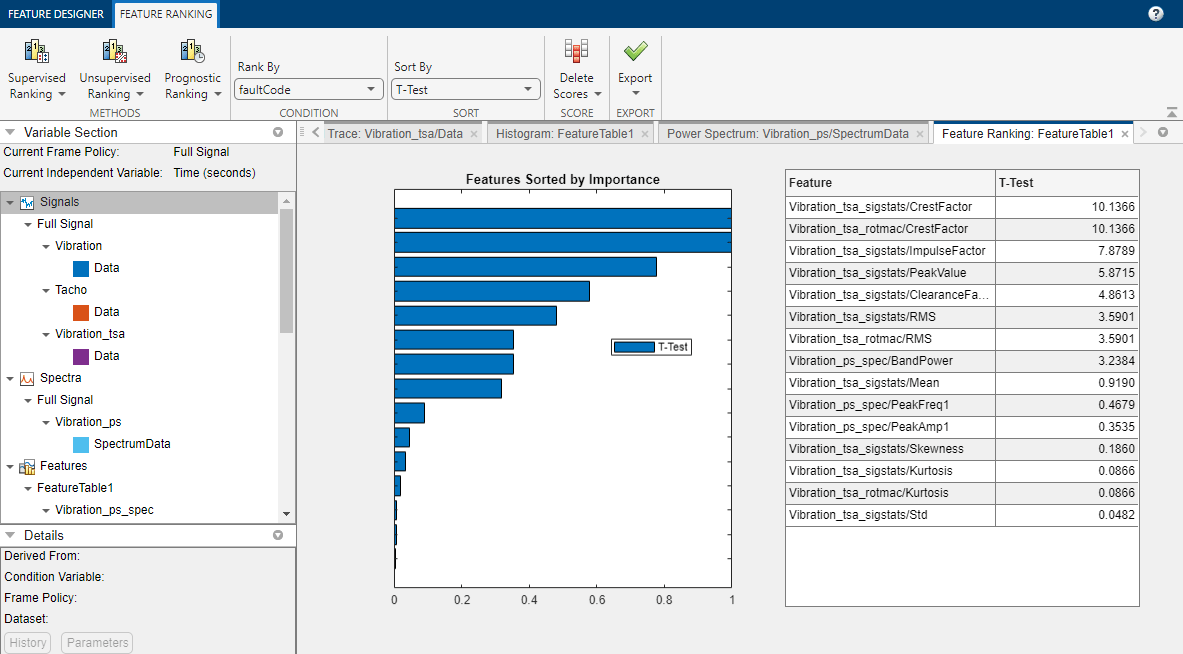 FEATURE DESIGNER
FEATURE RANKING
?
Supervised Ranking
Unsupervised Ranking
Prognostic Ranking
METHODS
Rank By
faultCode
CONDITION
Sort By
T-Test
SORT
Delete Scores
SCORE
Export
EXPORT
Variable Section
Current Frame Policy: Full Signal
Current Independent Variable: Time (seconds)
Signals
Full Signal
Vibration
Data
Tacho
Data
Vibration_tsa
Data
Spectra
Full Signal
Vibration_ps
SpectrumData
Features
FeatureTable1
Vibration_ps_spec
Details
Derived From:
Condition Variable:
Frame Policy:
Dataset:
History Parameters
Trace: Vibration_tsa/Data
Histogram: FeatureTable1
Power Spectrum: Vibration_ps/SpectrumData
Feature Ranking: FeatureTable1
Features Sorted by Importance
T-Test
0 0.2 0.4 0.6 0.8 1
Feature T-Test
Vibration_tsa_sigstats/CrestFactor 10.1366
Vibration_tsa_rotmac/CrestFactor 10.1366
Vibration_tsa_sigstats/ImpulseFactor 7.8789
Vibration_tsa_sigstats/PeakValue 5.8715
Vibration_tsa_sigstats/ClearanceFa... 4.8613
Vibration_tsa_sigstats/RMS 3.5901
Vibration_tsa_rotmac/RMS 3.5901
Vibration_ps_spec/BandPower 3.2384
Vibration_tsa_sigstats/Mean 0.9190
Vibration_ps_spec/PeakFreq1 0.4679
Vibration_ps_spec/PeakAmp1 0.3535
Vibration_tsa_sigstats/Skewness 0.1860
Vibration_tsa_sigstats/Kurtosis 0.0866
Vibration_tsa_rotmac/Kurtosis 0.0866
Vibration_tsa_sigstats/Std 0.0482